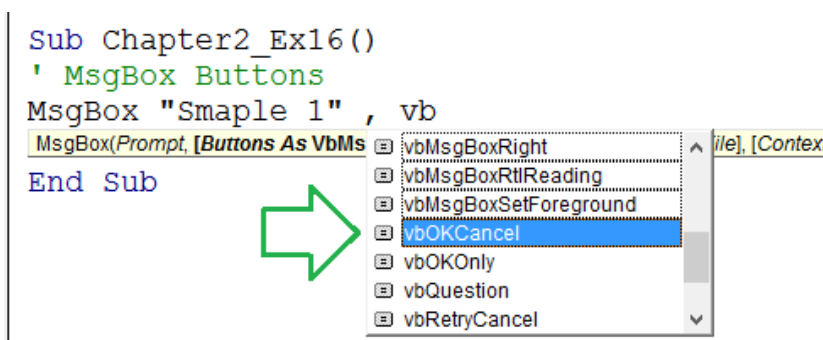 Sub Chapter2_Ex16()
' MsgBox Buttons
MsgBox "Smaple 1" , vb
MsgBox(Prompt, [Buttons As VbMs ile], [Contex
vbMsgBoxRight
vbMsgBoxRtlReading
vbMsgBoxSetForeground
vbOKCancel
vbOKOnly
vbQuestion
vbRetryCancel
End Sub